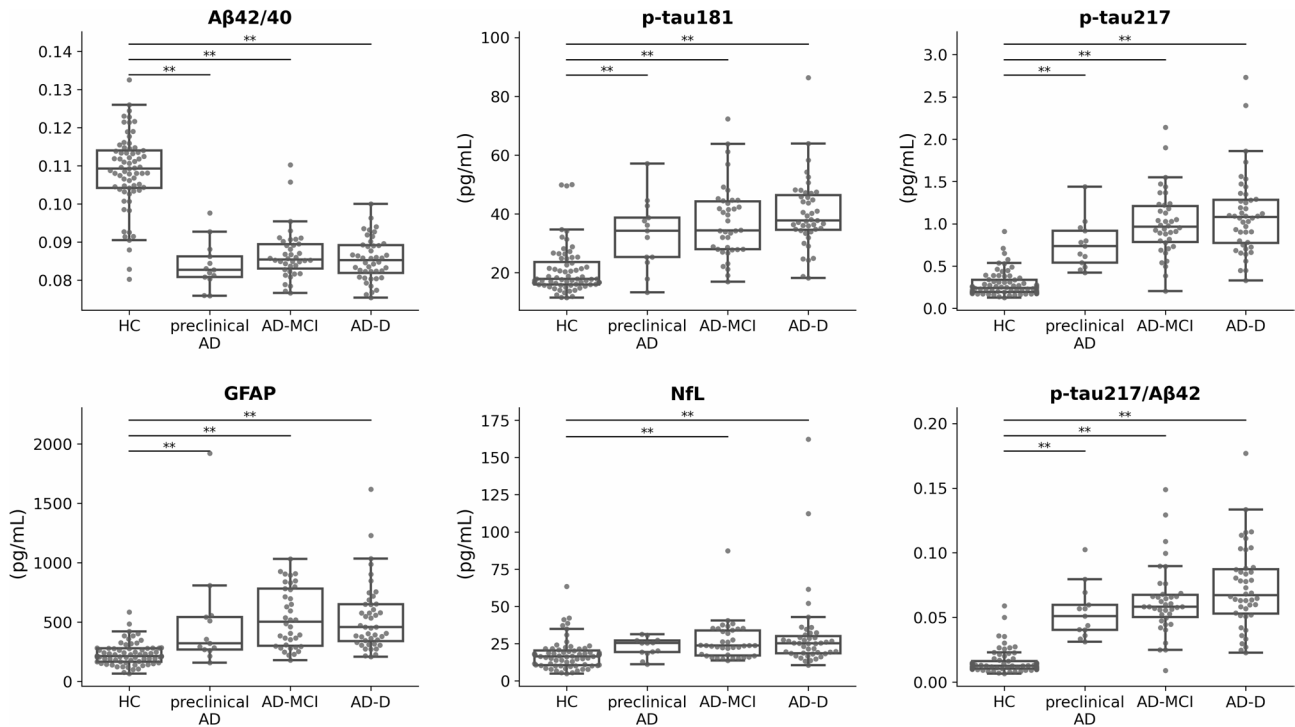 Aβ42/40
p-tau181
p-tau217
0.14
0.13
0.12
0.11
0.10
0.09
0.08
**
**
**
HC
preclinical
AD
AD-MCI
AD-D
(pg/mL)
100
80
60
40
20
**
**
**
HC
preclinical
AD
AD-MCI
AD-D
(pg/mL)
3.0
2.5
2.0
1.5
1.0
0.5
0.0
**
**
**
HC
preclinical
AD
AD-MCI
AD-D
GFAP
NfL
p-tau217/Aβ42
(pg/mL)
2000
1500
1000
500
0
**
**
**
HC
preclinical
AD
AD-MCI
AD-D
(pg/mL)
175
150
125
100
75
50
25
0
**
**
HC
preclinical
AD
AD-MCI
AD-D
0.20
0.15
0.10
0.05
0.00
**
**
**
HC
preclinical
AD
AD-MCI
AD-D